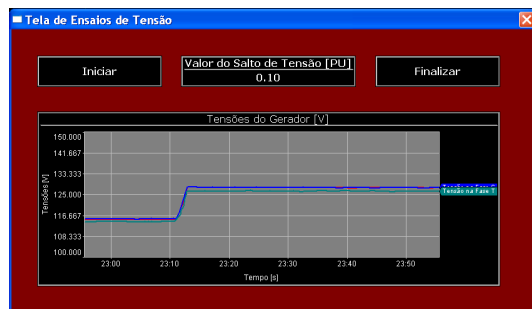 Tela de Ensaios de Tensão
Iniciar
Valor do Salto de Tensão [PU]
0.10
Finalizar
Tensões do Gerador [V]
150.000
141.667
133.333
125.000
116.667
108.333
100.000
Tensões [V]
Tensão na Fase T
23:00
23:10
23:20
23:30
23:40
23:50
Tempo [s]